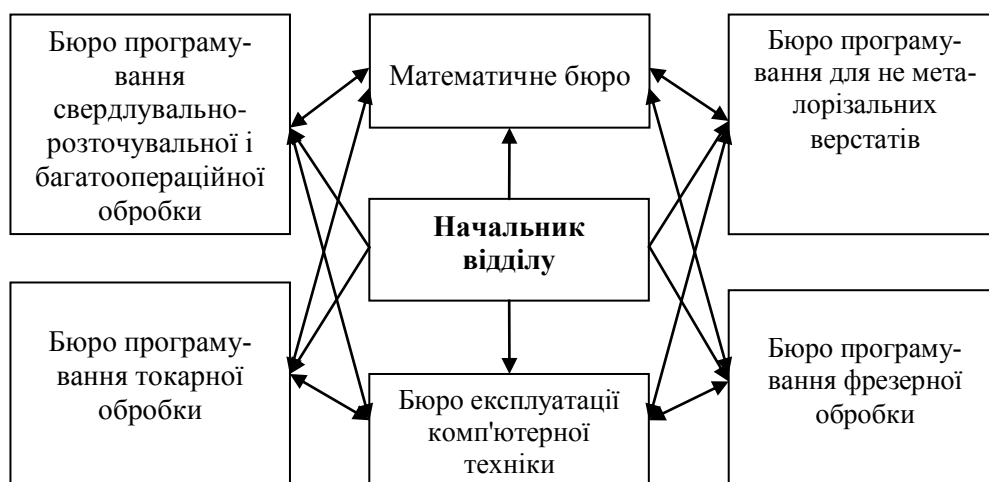 Бюро програму-
вання
свердлувально-
розточувальної і
багатоопераційної
обробки
Математичне бюро
Бюро програму-
вання для не мета-
лорізальних
верстатів
Начальник
відділу
Бюро програму-
вання токарної
обробки
Бюро експлуатації
комп'ютерної
техніки
Бюро програму-
вання фрезерної
обробки